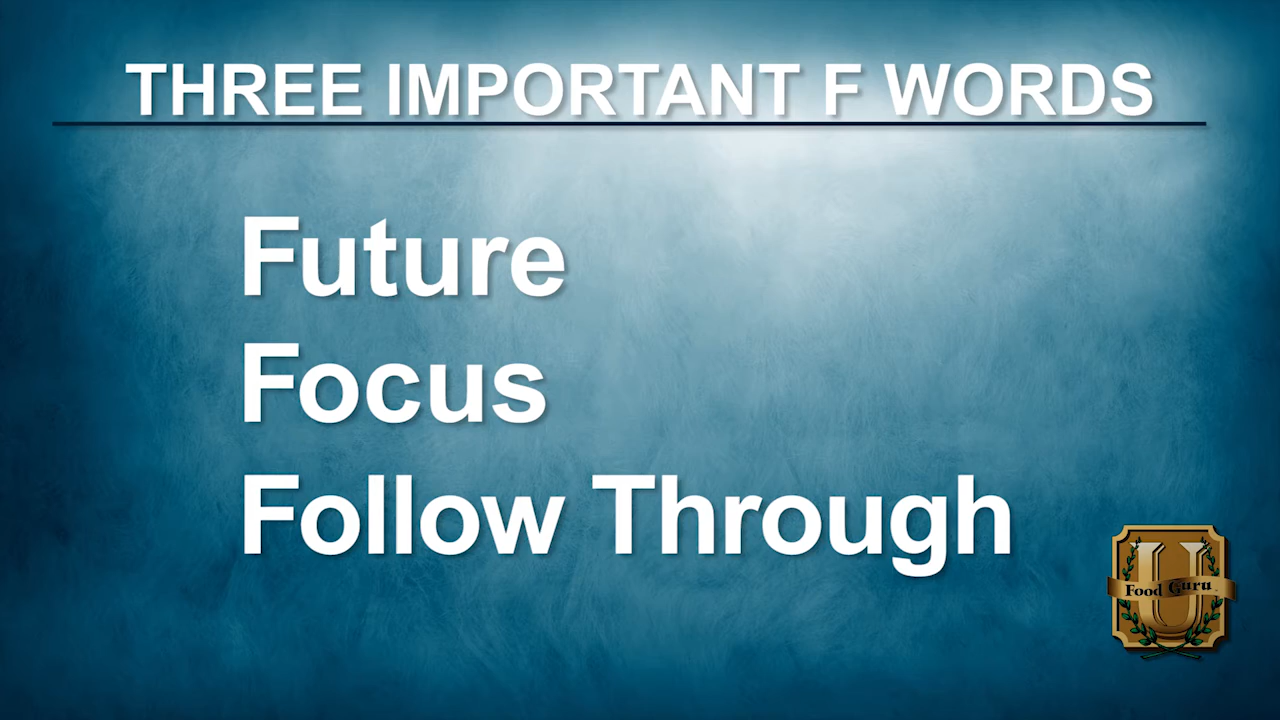 THREE IMPORTANT F WORDS
Future
Focus
Follow Through
U
Food Guru